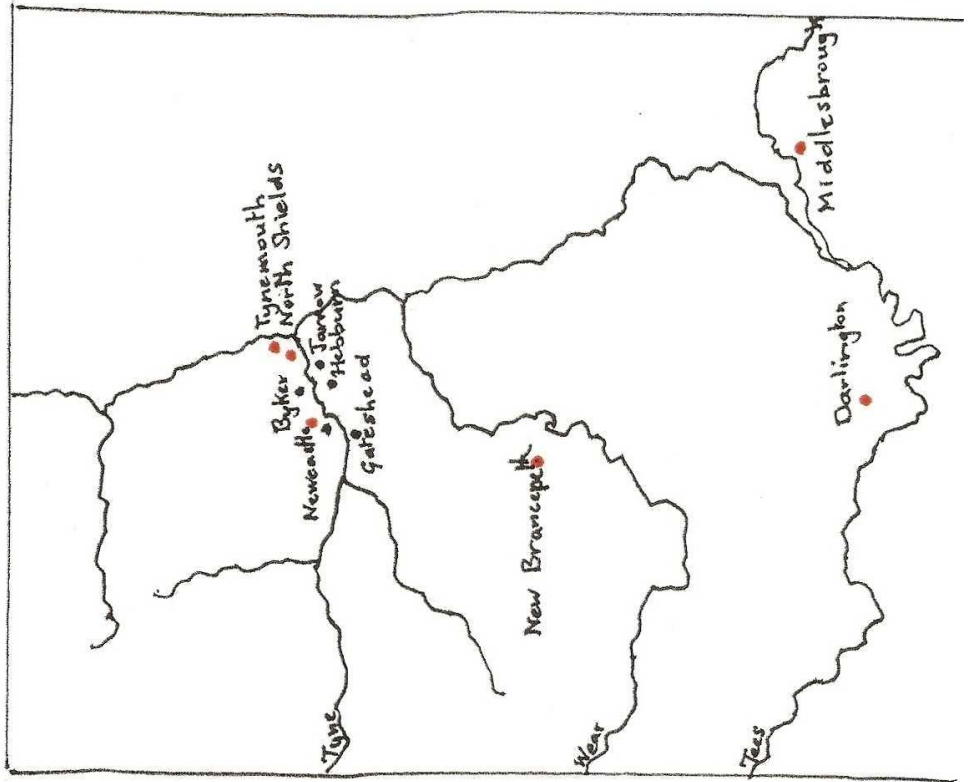 Tynemouth
North Shields
Byker
Newcastle
Jarrow
Tyne
Hebburn
Gateshead
New Brancepeth
Wear
Tees
Middlesbrough
Darlington